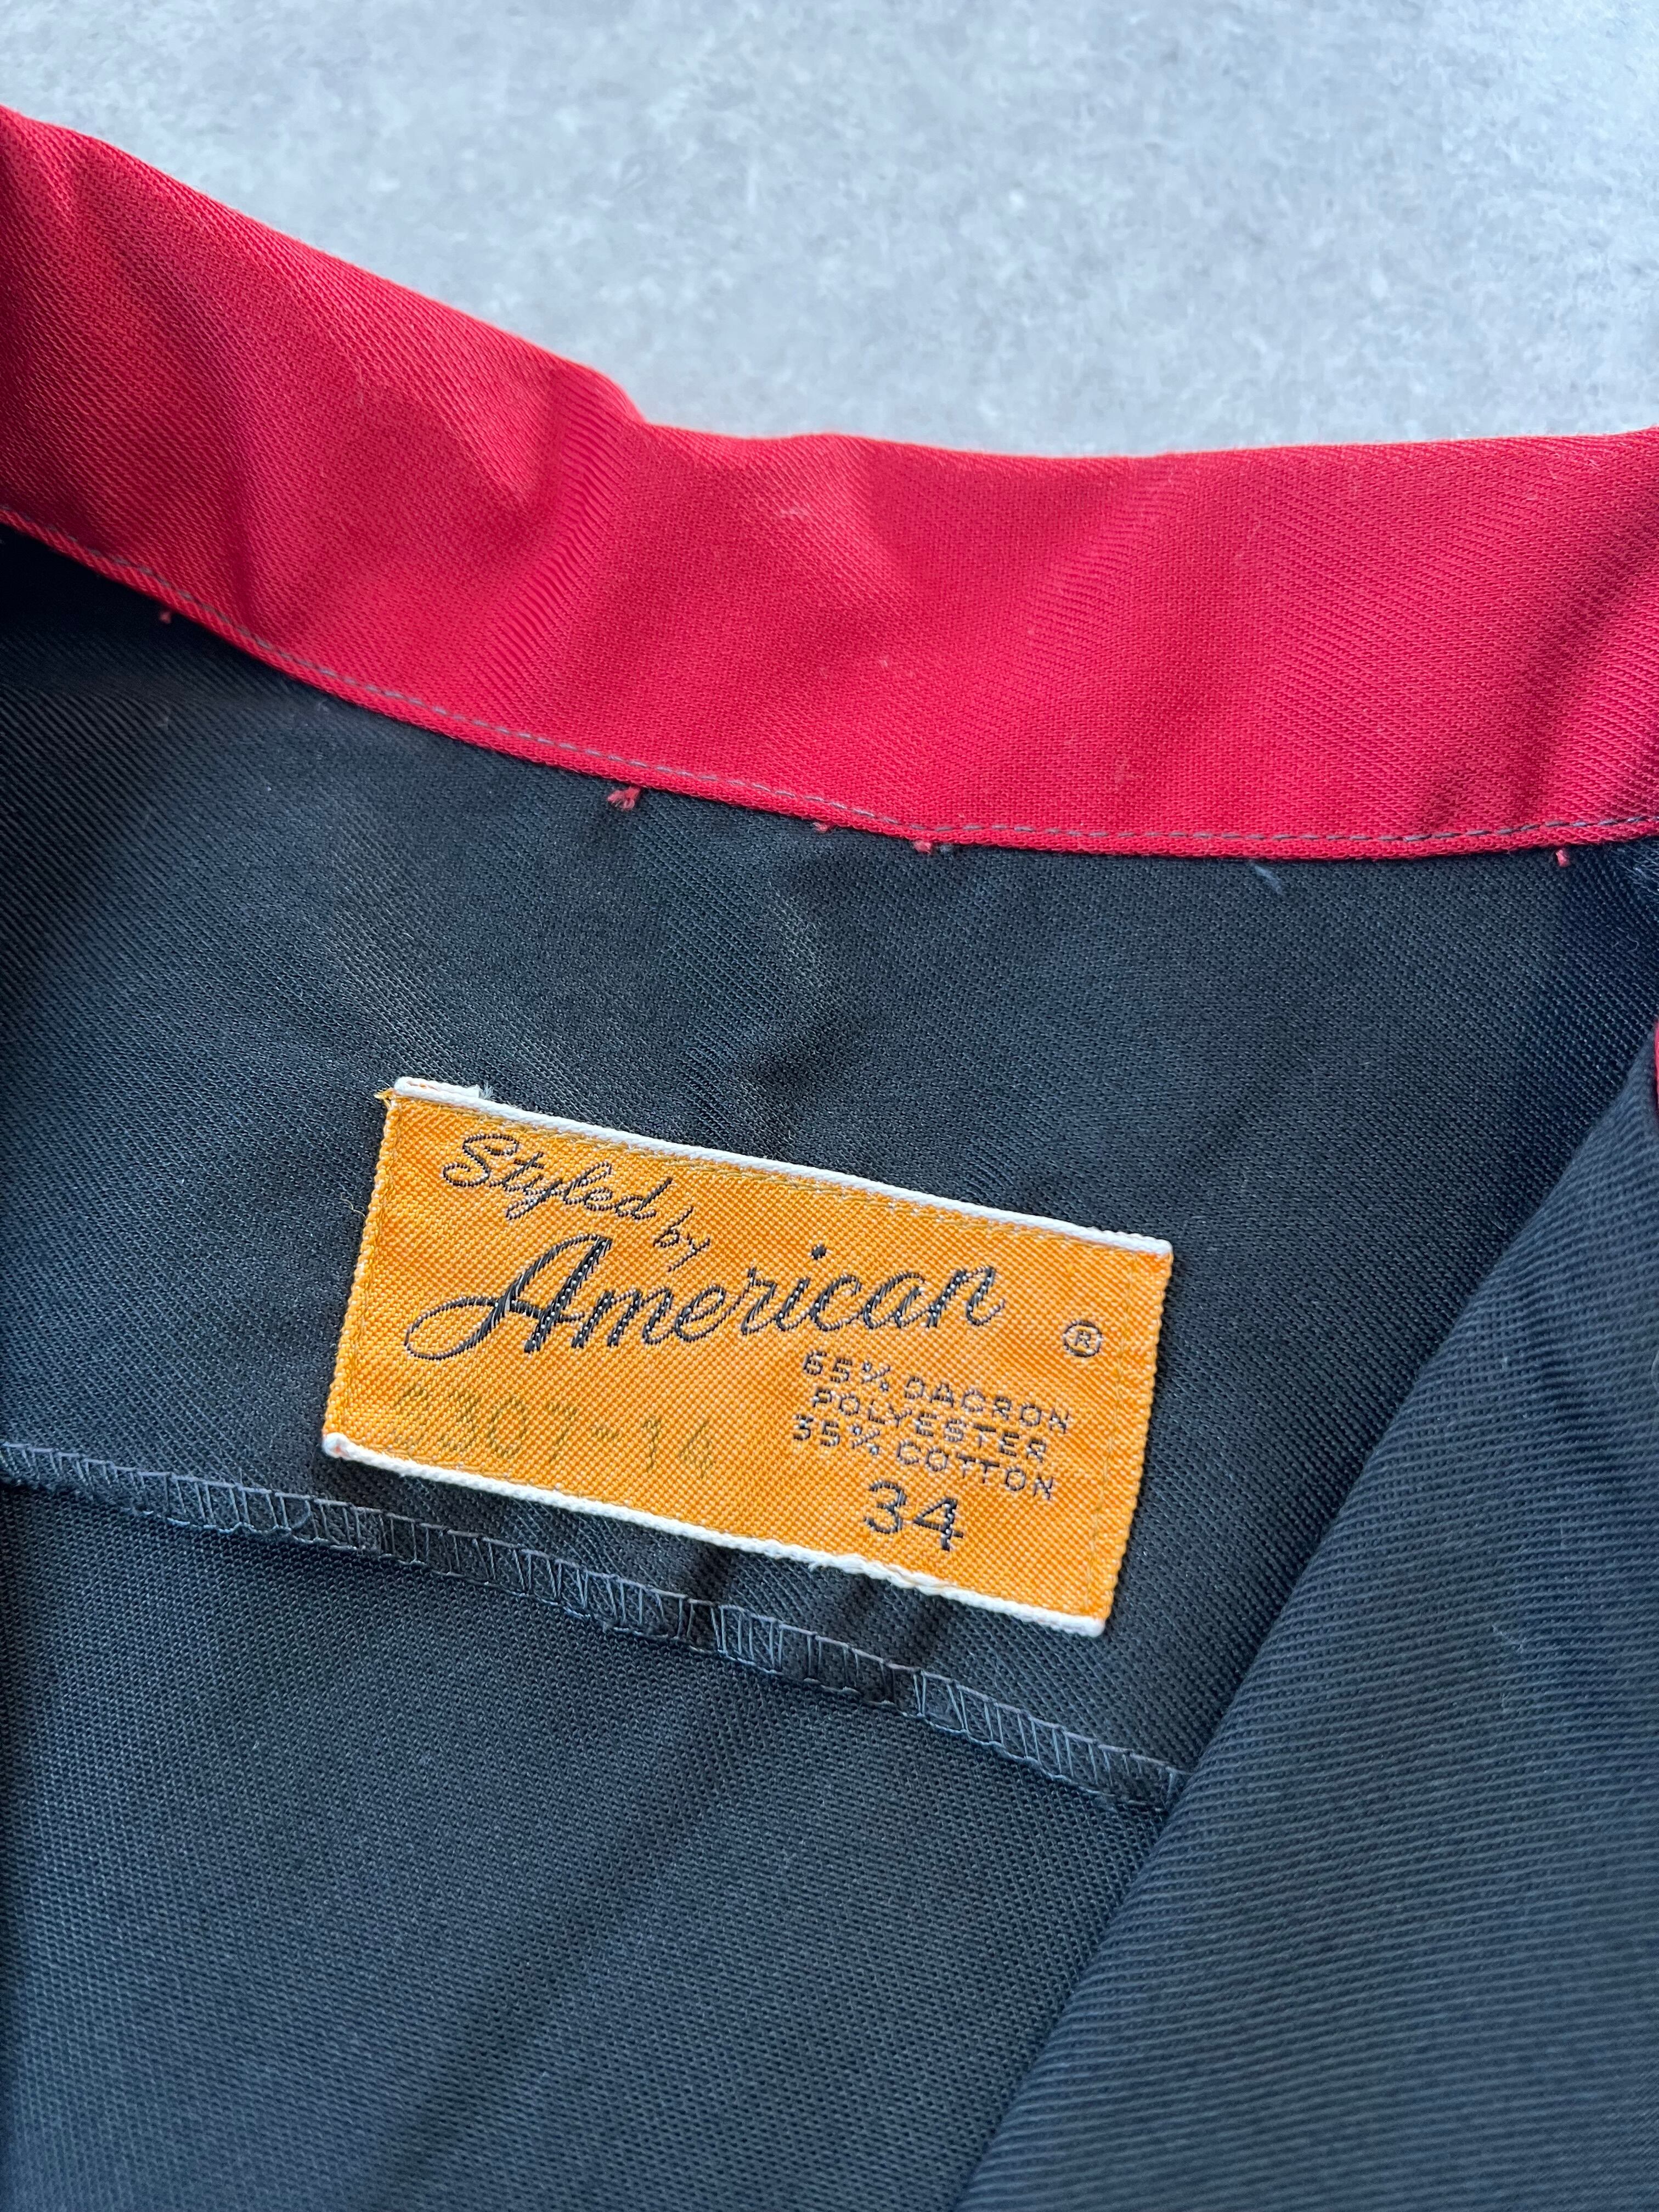 Styled by
American ®
65% DACRON
POLYESTER
35% COTTON
34